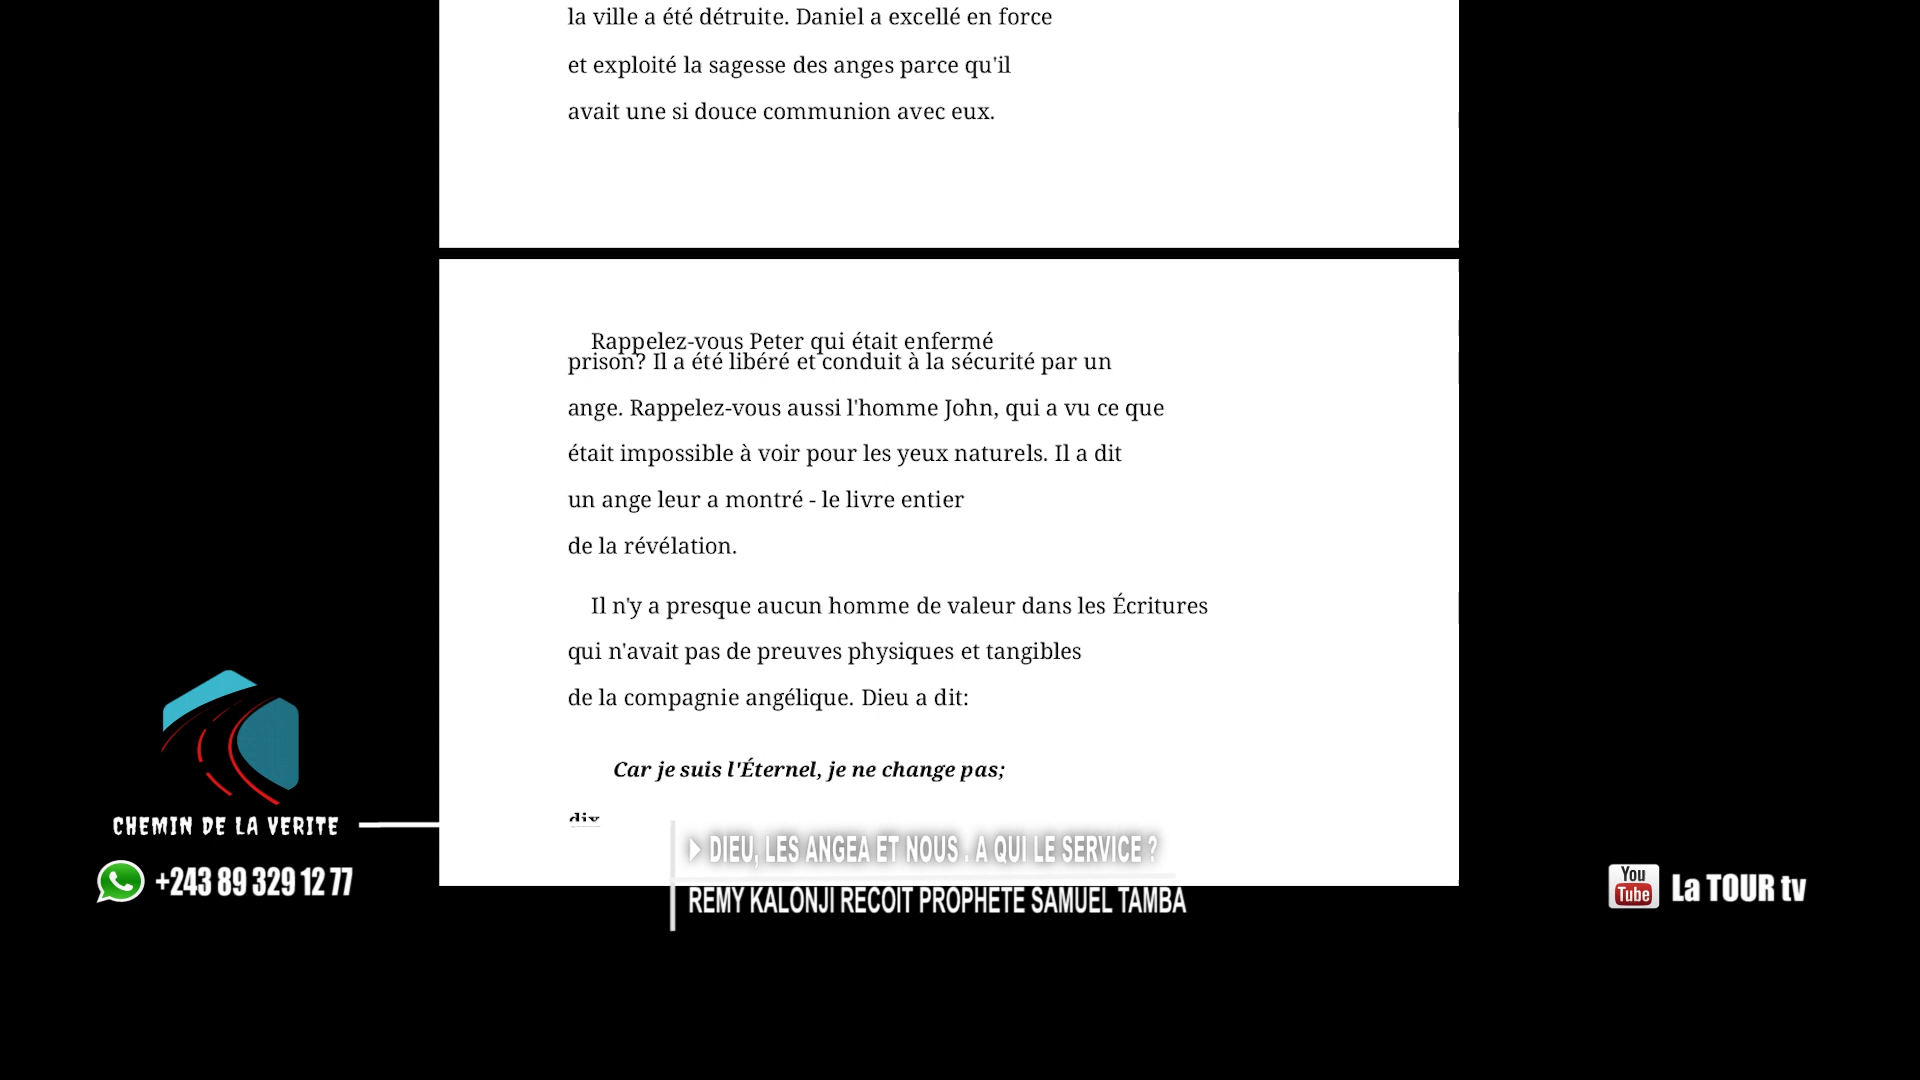 la ville a été détruite. Daniel a excellé en force
et exploité la sagesse des anges parce qu'il
avait une si douce communion avec eux.
Rappelez-vous Peter qui était enfermé
prison? Il a été libéré et conduit à la sécurité par un
ange. Rappelez-vous aussi l'homme John, qui a vu ce que
était impossible à voir pour les yeux naturels. Il a dit
un ange leur a montré - le livre entier
de la révélation.
Il n'y a presque aucun homme de valeur dans les Écritures
qui n'avait pas de preuves physiques et tangibles
de la compagnie angélique. Dieu a dit:
Car je suis l'Éternel, je ne change pas;
dix
CHEMIN DE LA VERITE
+243 89 329 12 77
DIEU, LES ANGEA ET NOUS . A QUI LE SERVICE ?
REMY KALONJI RECOIT PROPHETE SAMUEL TAMBA
You
Tube
La TOUR tv